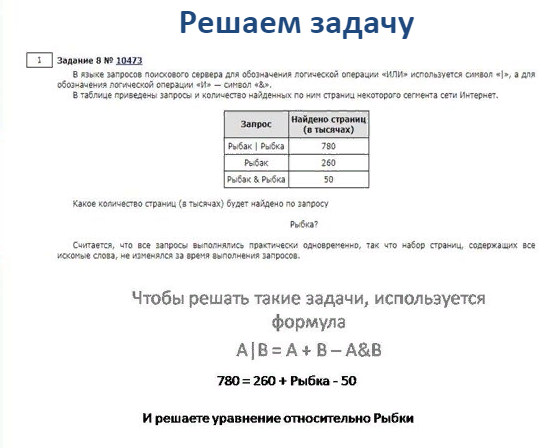 Решаем задачу
1 Задание 8 № 10473
В языке запросов поискового сервера для обозначения логической операции «ИЛИ» используется символ «|», а для
обозначения логической операции «И» — символ «&».
В таблице приведены запросы и количество найденных по ним страниц некоторого сегмента сети Интернет.
Запрос Найдено страниц
(в тысячах)
Рыбак | Рыбка 780
Рыбак 260
Рыбак & Рыбка 50
Какое количество страниц (в тысячах) будет найдено по запросу
Рыбка?
Считается, что все запросы выполнялись практически одновременно, так что набор страниц, содержащих все
искомые слова, не изменялся за время выполнения запросов.
Чтобы решать такие задачи, используется
формула
A|B = A + B – A&B
780 = 260 + Рыбка - 50
И решаете уравнение относительно Рыбки